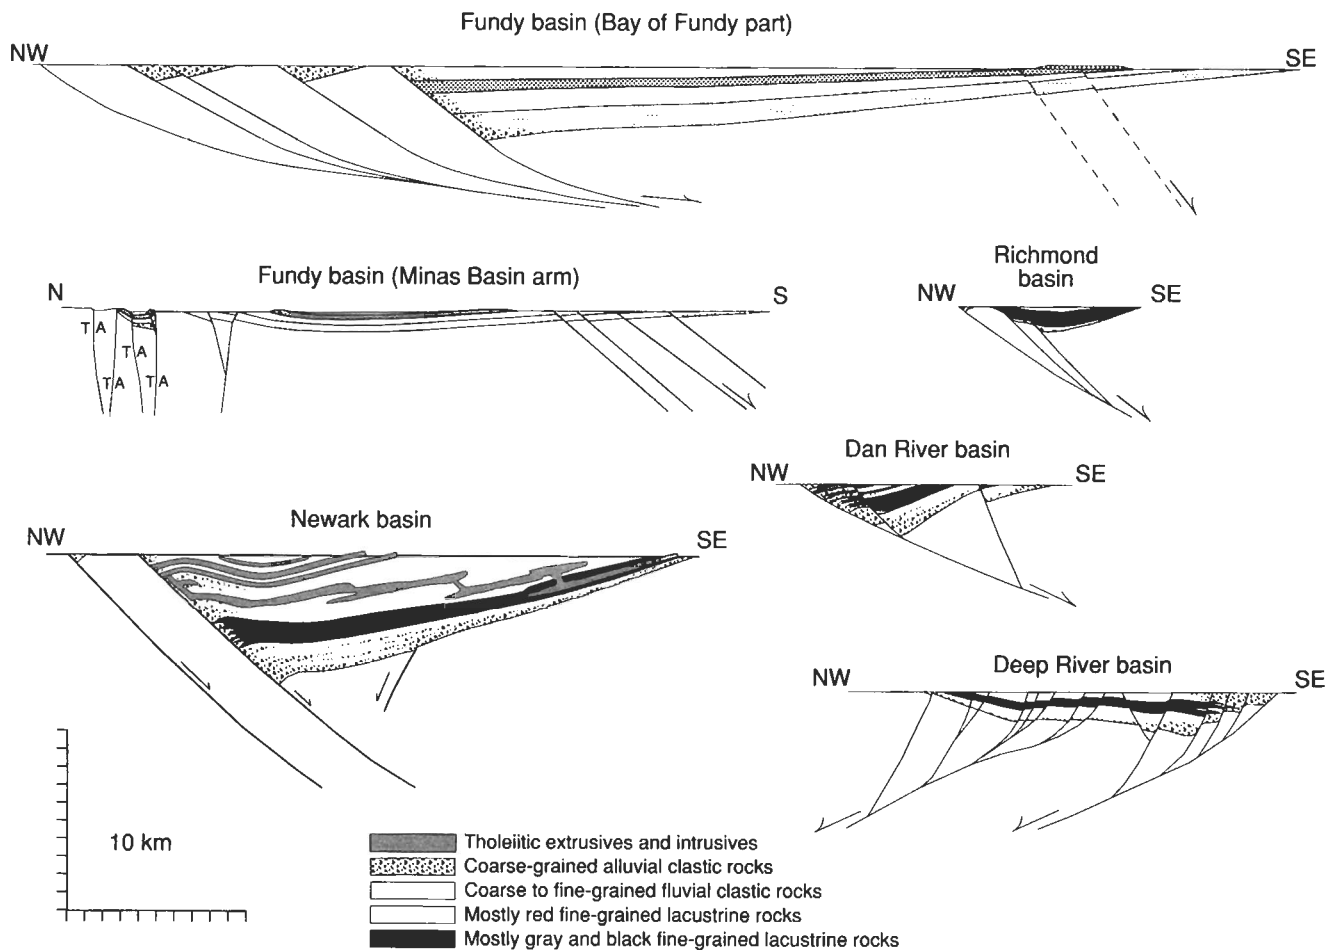 Fundy basin (Bay of Fundy part)
NW
SE
Fundy basin (Minas Basin arm)
N
S
T A
T A
T A
T A
Richmond
basin
NW
SE
Dan River basin
NW
SE
Newark basin
NW
SE
Deep River basin
NW
SE
10 km
Tholeiitic extrusives and intrusives
Coarse-grained alluvial clastic rocks
Coarse to fine-grained fluvial clastic rocks
Mostly red fine-grained lacustrine rocks
Mostly gray and black fine-grained lacustrine rocks